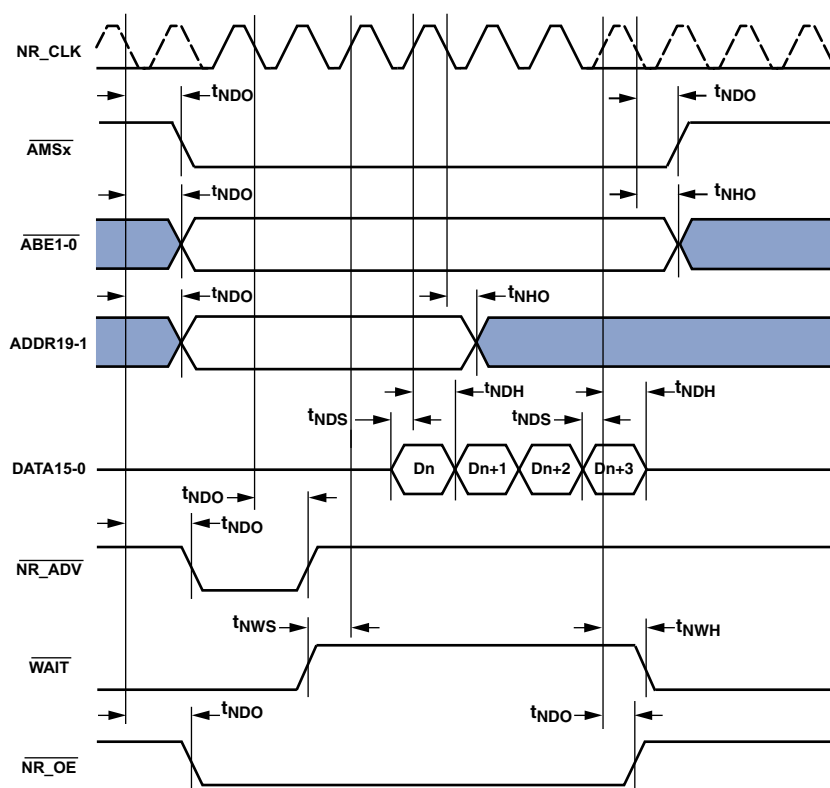 NR_CLK
tNDO tNDO
AMSx
tNDO tNHO
ABE1-0
tNDO tNHO
ADDR19-1
tNDH tNDH
tNDS tNDS
DATA15-0 Dn Dn+1 Dn+2 Dn+3
tNDO
tNDO
NR_ADV
tNWS tNWH
WAIT
tNDO tNDO
NR_OE